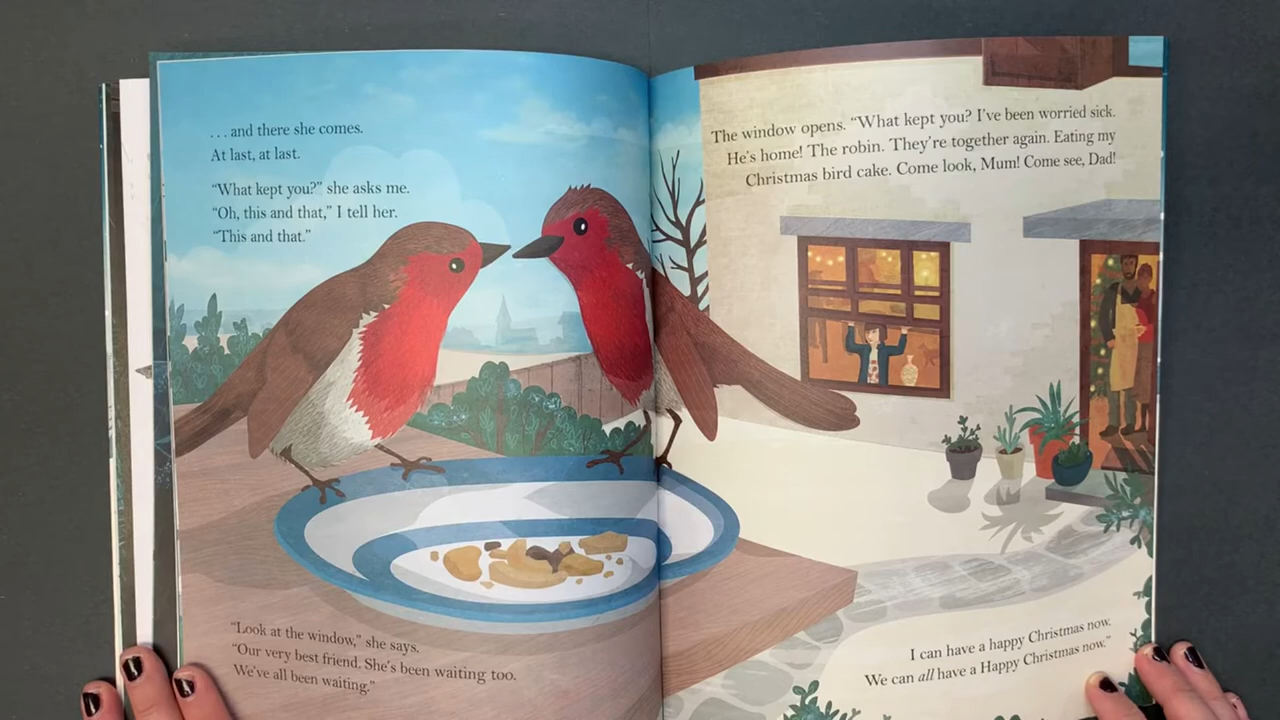 . . . and there she comes.
At last, at last.
“What kept you?” she asks me.
“Oh, this and that,” I tell her.
“This and that.”
“Look at the window,” she says.
“Our very best friend. She’s been waiting too.
We’ve all been waiting.”
The window opens. “What kept you? I’ve been worried sick.
He’s home! The robin. They’re together again. Eating my
Christmas bird cake. Come look, Mum! Come see, Dad!
I can have a happy Christmas now.
We can all have a Happy Christmas now.”